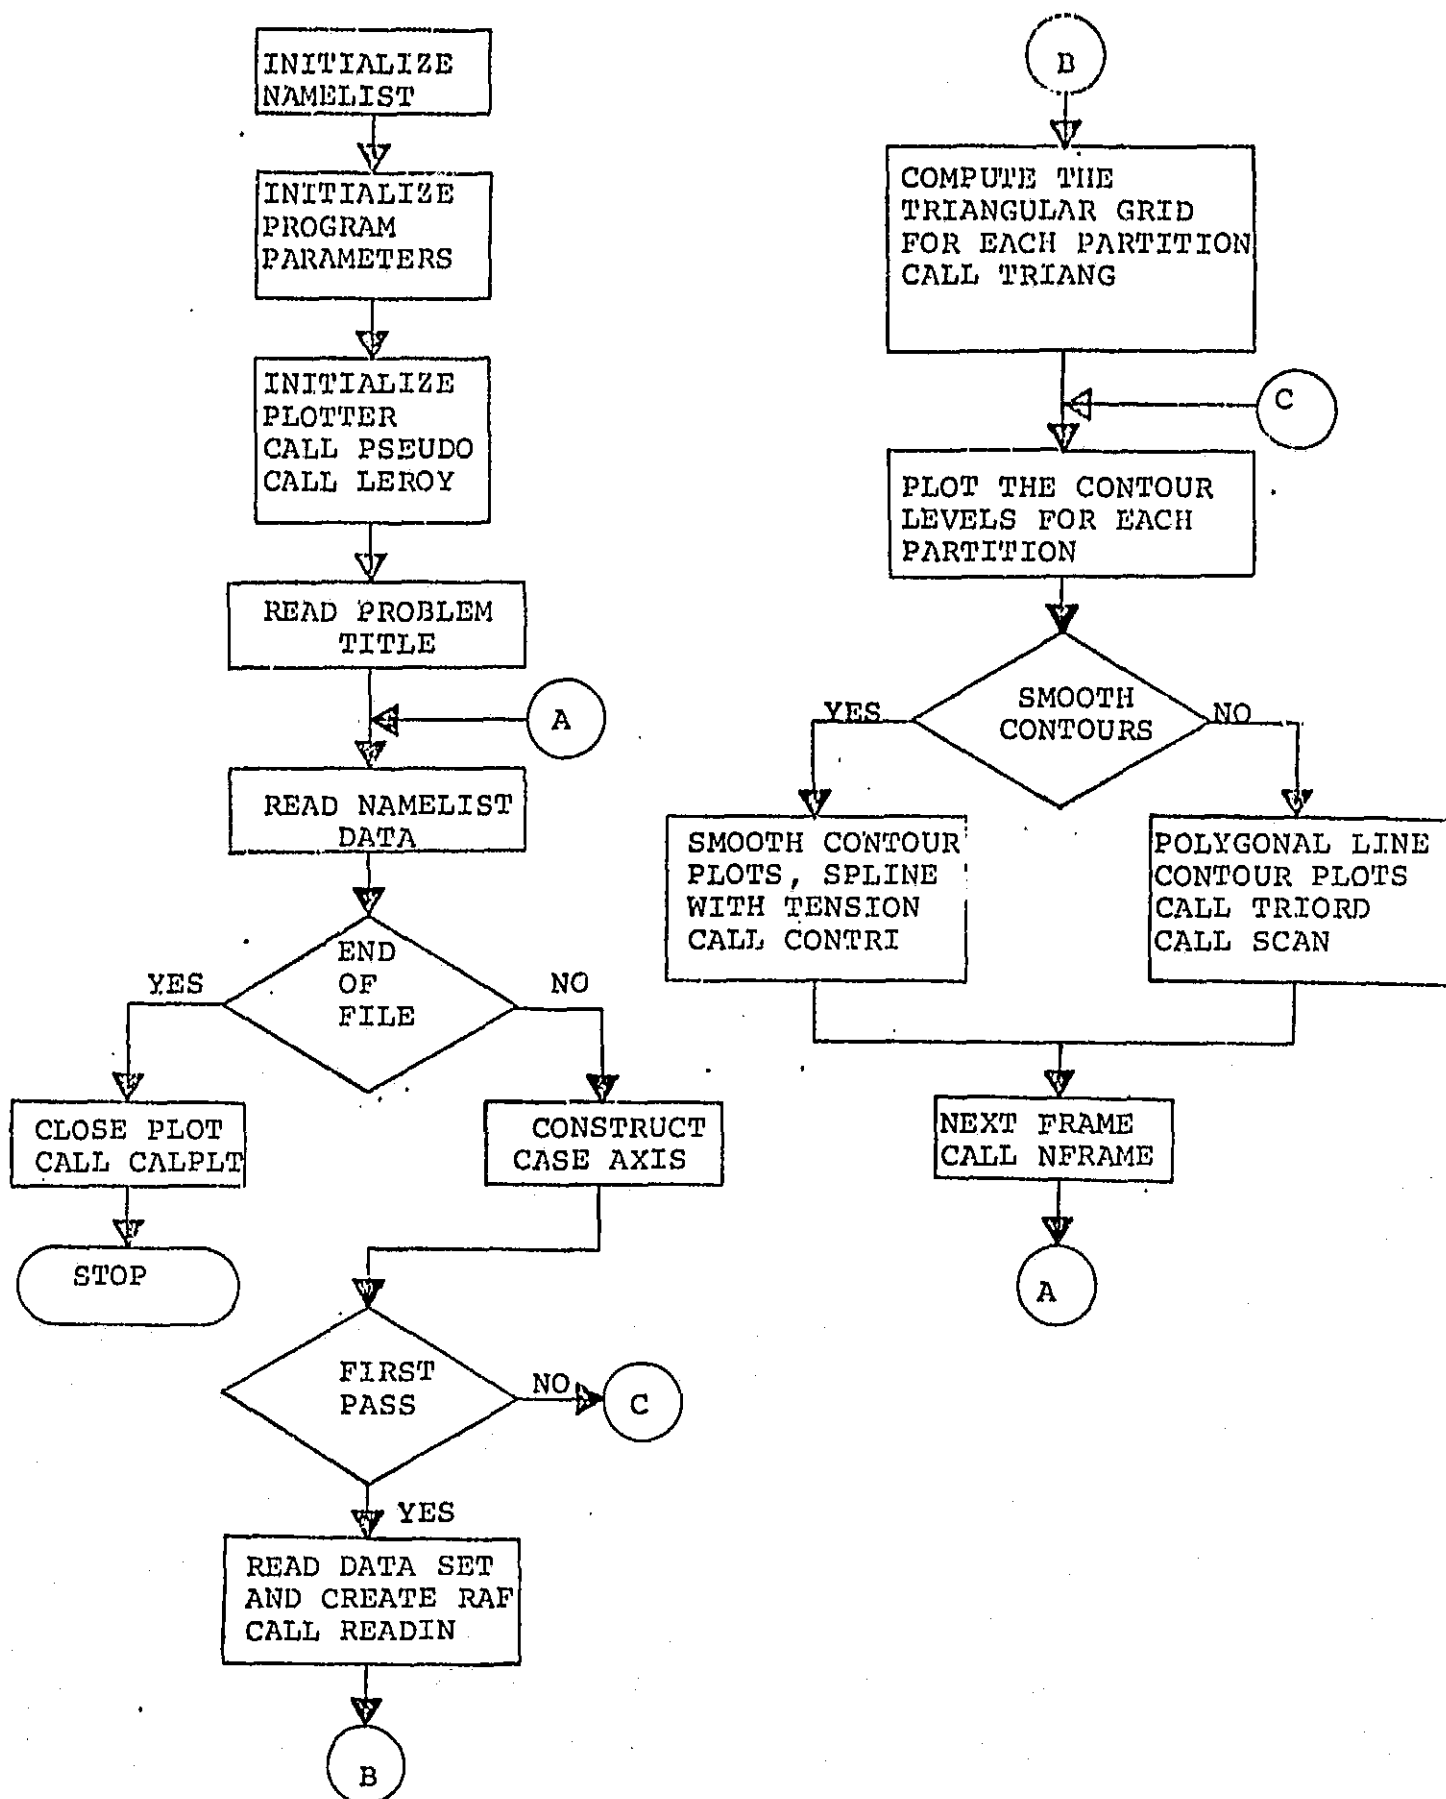 INITIALIZE
NAMELIST
INITIALIZE
PROGRAM
PARAMETERS
INITIALIZE
PLOTTER
CALL PSEUDO
CALL LEROY
READ PROBLEM
TITLE
A
READ NAMELIST
DATA
END
OF
FILE
YES
NO
CLOSE PLOT
CALL CALPLT
STOP
CONSTRUCT
CASE AXIS
FIRST
PASS
NO
C
YES
READ DATA SET
AND CREATE RAF
CALL READIN
B
B
COMPUTE THE
TRIANGULAR GRID
FOR EACH PARTITION
CALL TRIANG
C
PLOT THE CONTOUR
LEVELS FOR EACH
PARTITION
SMOOTH
CONTOURS
YES
NO
SMOOTH CONTOUR
PLOTS, SPLINE
WITH TENSION
CALL CONTRI
POLYGONAL LINE
CONTOUR PLOTS
CALL TRIORD
CALL SCAN
NEXT FRAME
CALL NFRAME
A